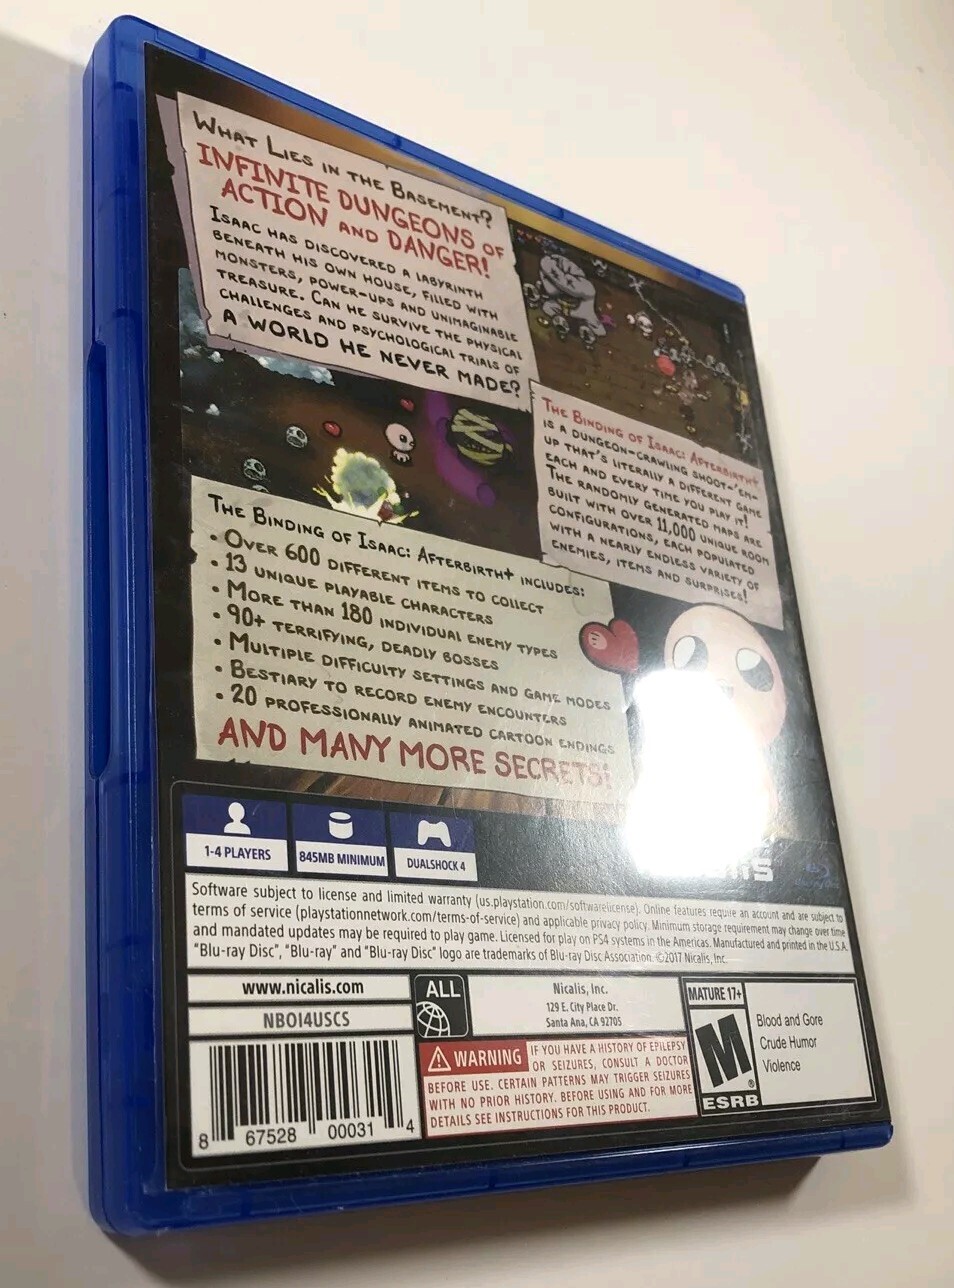 WHAT LIES IN THE BASEMENT?
INFINITE DUNGEONS OF
ACTION AND DANGER!
ISAAC HAS DISCOVERED A LABYRINTH
BENEATH HIS OWN HOUSE, FILLED WITH
MONSTERS, POWER-UPS AND UNIMAGINABLE
TREASURE. CAN HE SURVIVE THE PHYSICAL
CHALLENGES AND PSYCHOLOGICAL TRIALS OF
A WORLD HE NEVER MADE?
THE BINDING OF ISAAC: AFTERBIRTH+
IS A DUNGEON-CRAWLING SHOOT-'EM-
UP THAT'S LITERALLY A DIFFERENT GAME
EACH AND EVERY TIME YOU PLAY IT!
THE RANDOMLY GENERATED MAPS ARE
BUILT WITH OVER 11,000 UNIQUE ROOM
CONFIGURATIONS, EACH POPULATED
WITH A NEARLY ENDLESS VARIETY OF
ENEMIES, ITEMS AND SURPRISES!
THE BINDING OF ISAAC: AFTERBIRTH+ INCLUDES:
• OVER 600 DIFFERENT ITEMS TO COLLECT
• 13 UNIQUE PLAYABLE CHARACTERS
• MORE THAN 180 INDIVIDUAL ENEMY TYPES
• 90+ TERRIFYING, DEADLY BOSSES
• MULTIPLE DIFFICULTY SETTINGS AND GAME MODES
• BESTIARY TO RECORD ENEMY ENCOUNTERS
• 20 PROFESSIONALLY ANIMATED CARTOON ENDINGS
AND MANY MORE SECRETS!
1-4 PLAYERS
845MB MINIMUM
DUALSHOCK 4
Software subject to license and limited warranty (us.playstation.com/softwarelicense). Online features require an account and are subject to
terms of service (playstationnetwork.com/terms-of-service) and applicable privacy policy. Minimum storage requirement may change over time
and mandated updates may be required to play game. Licensed for play on PS4 systems in the Americas. Manufactured and printed in the U.S.A.
"Blu-ray Disc", "Blu-ray" and "Blu-ray Disc" logo are trademarks of Blu-ray Disc Association. ©2017 Nicalis, Inc.
www.nicalis.com
NB014USCS
8 67528 00031 4
ALL
Nicalis, Inc.
129 E. City Place Dr.
Santa Ana, CA 92705
WARNING IF YOU HAVE A HISTORY OF EPILEPSY
OR SEIZURES, CONSULT A DOCTOR
BEFORE USE. CERTAIN PATTERNS MAY TRIGGER SEIZURES
WITH NO PRIOR HISTORY. BEFORE USING AND FOR MORE
DETAILS SEE INSTRUCTIONS FOR THIS PRODUCT.
MATURE 17+
M
®
ESRB
Blood and Gore
Crude Humor
Violence